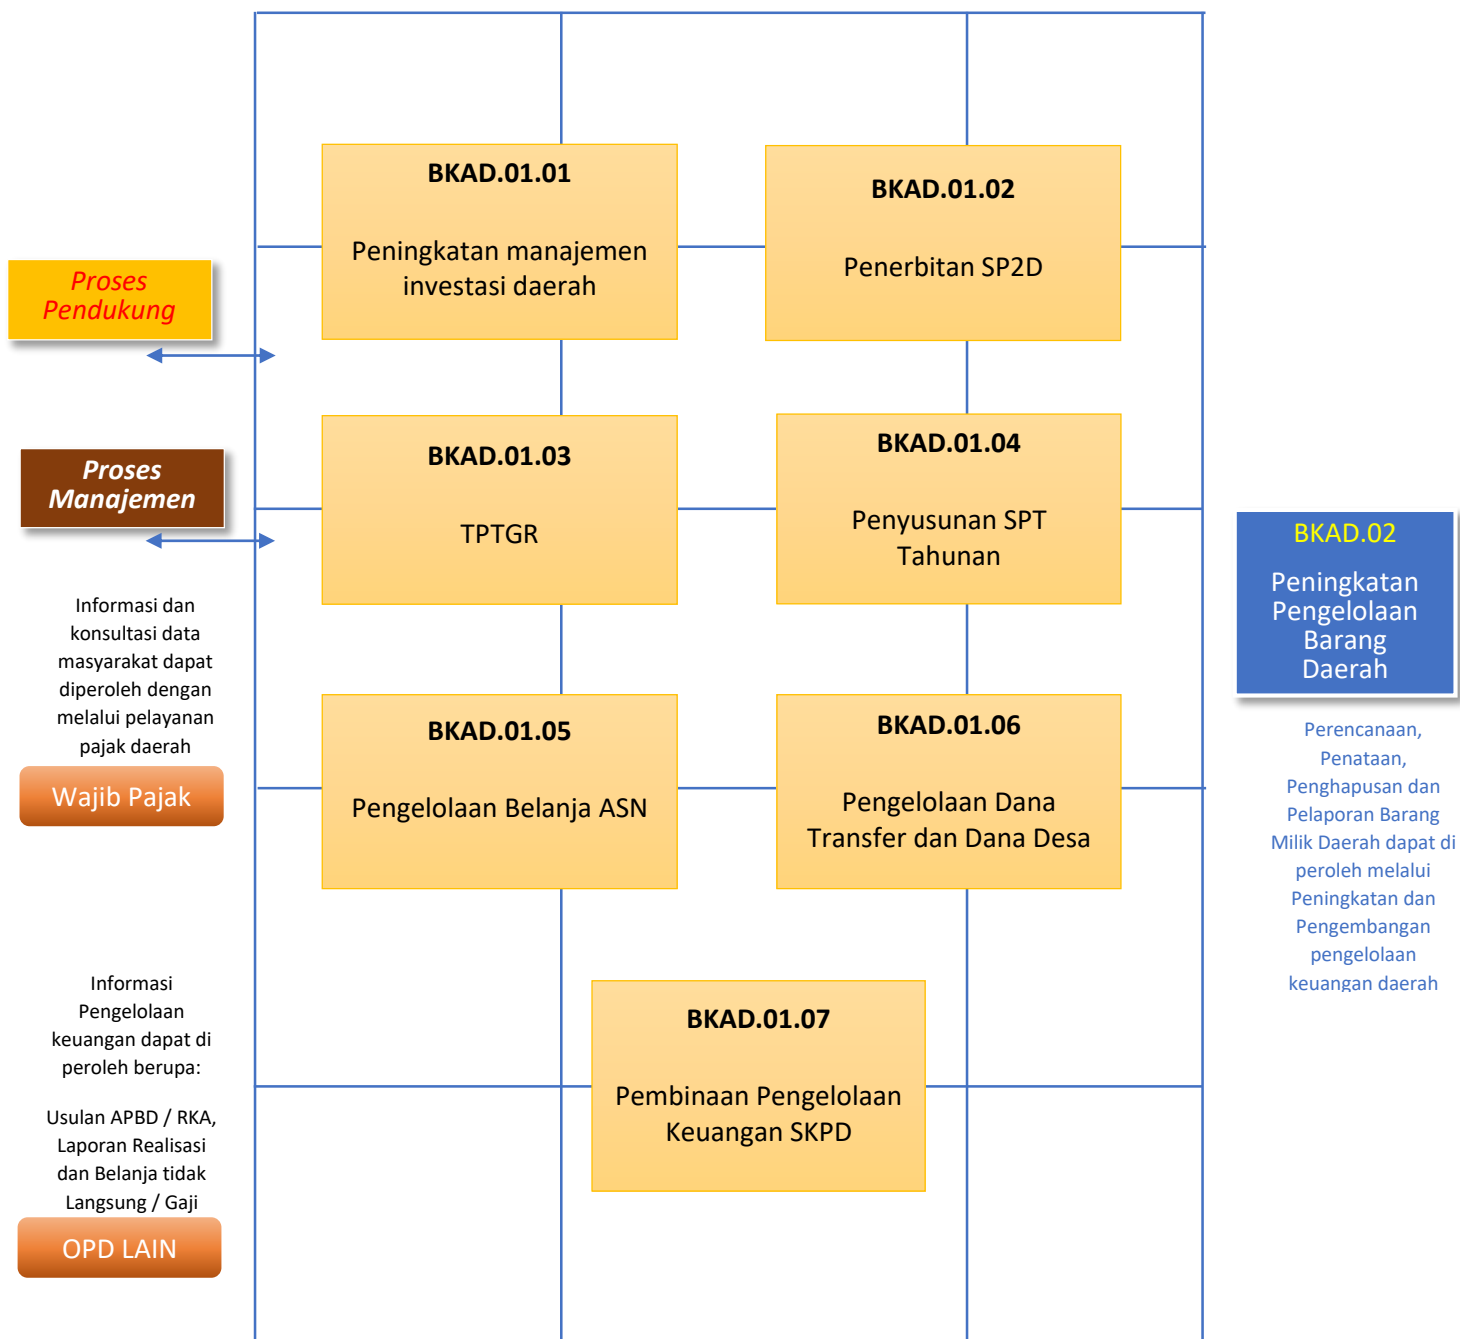 BKAD.01.01
Peningkatan manajemen
investasi daerah
BKAD.01.02
Penerbitan SP2D
Proses
Pendukung
BKAD.01.03
TPTGR
BKAD.01.04
Penyusunan SPT
Tahunan
Proses
Manajemen
BKAD.02
Peningkatan
Pengelolaan
Barang
Daerah
Informasi dan
konsultasi data
masyarakat dapat
diperoleh dengan
melalui pelayanan
pajak daerah
Wajib Pajak
BKAD.01.05
Pengelolaan Belanja ASN
BKAD.01.06
Pengelolaan Dana
Transfer dan Dana Desa
Perencanaan,
Penataan,
Penghapusan dan
Pelaporan Barang
Milik Daerah dapat di
peroleh melalui
Peningkatan dan
Pengembangan
pengelolaan
keuangan daerah
Informasi
Pengelolaan
keuangan dapat di
peroleh berupa:
Usulan APBD / RKA,
Laporan Realisasi
dan Belanja tidak
Langsung / Gaji
OPD LAIN
BKAD.01.07
Pembinaan Pengelolaan
Keuangan SKPD